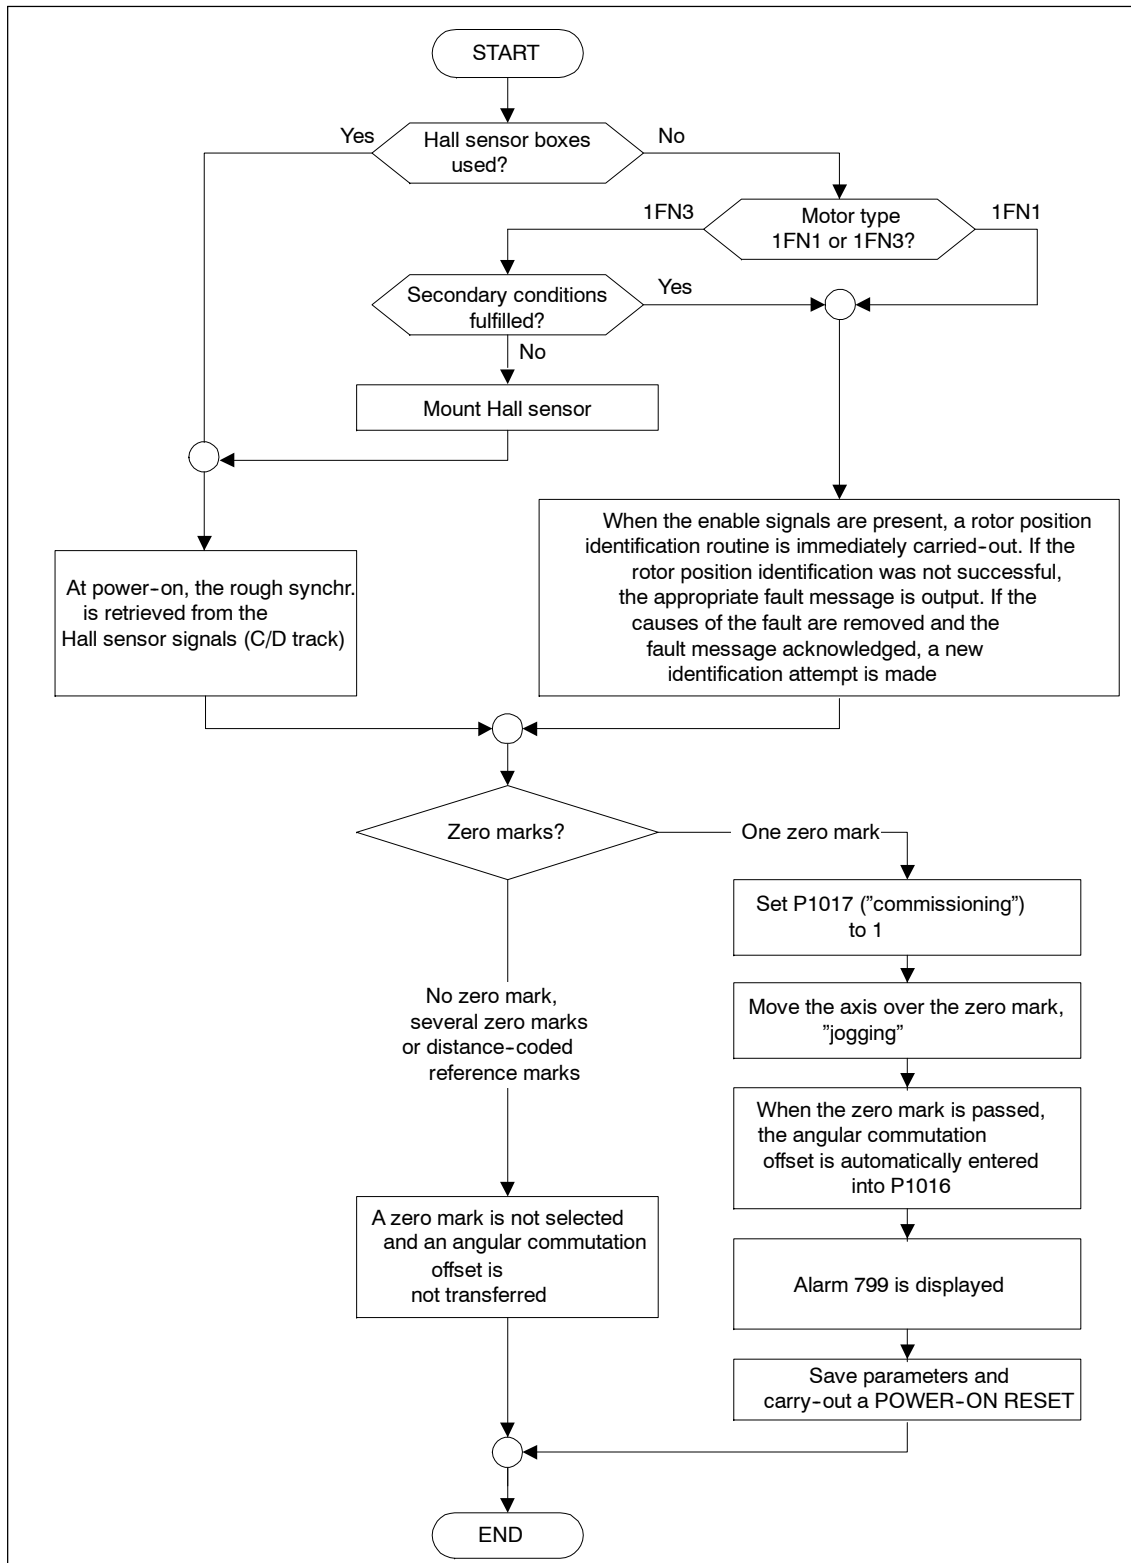 START
Yes
Hall sensor boxes
used?
No
1FN3
Motor type
1FN1 or 1FN3?
1FN1
Secondary conditions
fulfilled?
Yes
No
Mount Hall sensor
When the enable signals are present, a rotor position
identification routine is immediately carried-out. If the
rotor position identification was not successful,
the appropriate fault message is output. If the
causes of the fault are removed and the
fault message acknowledged, a new
identification attempt is made
At power-on, the rough synchr.
is retrieved from the
Hall sensor signals (C/D track)
Zero marks?
One zero mark
Set P1017 (”commissioning”)
to 1
Move the axis over the zero mark,
”jogging”
No zero mark,
several zero marks
or distance-coded
reference marks
When the zero mark is passed,
the angular commutation
offset is automatically entered
into P1016
A zero mark is not selected
and an angular commutation
offset is
not transferred
Alarm 799 is displayed
Save parameters and
carry-out a POWER-ON RESET
END